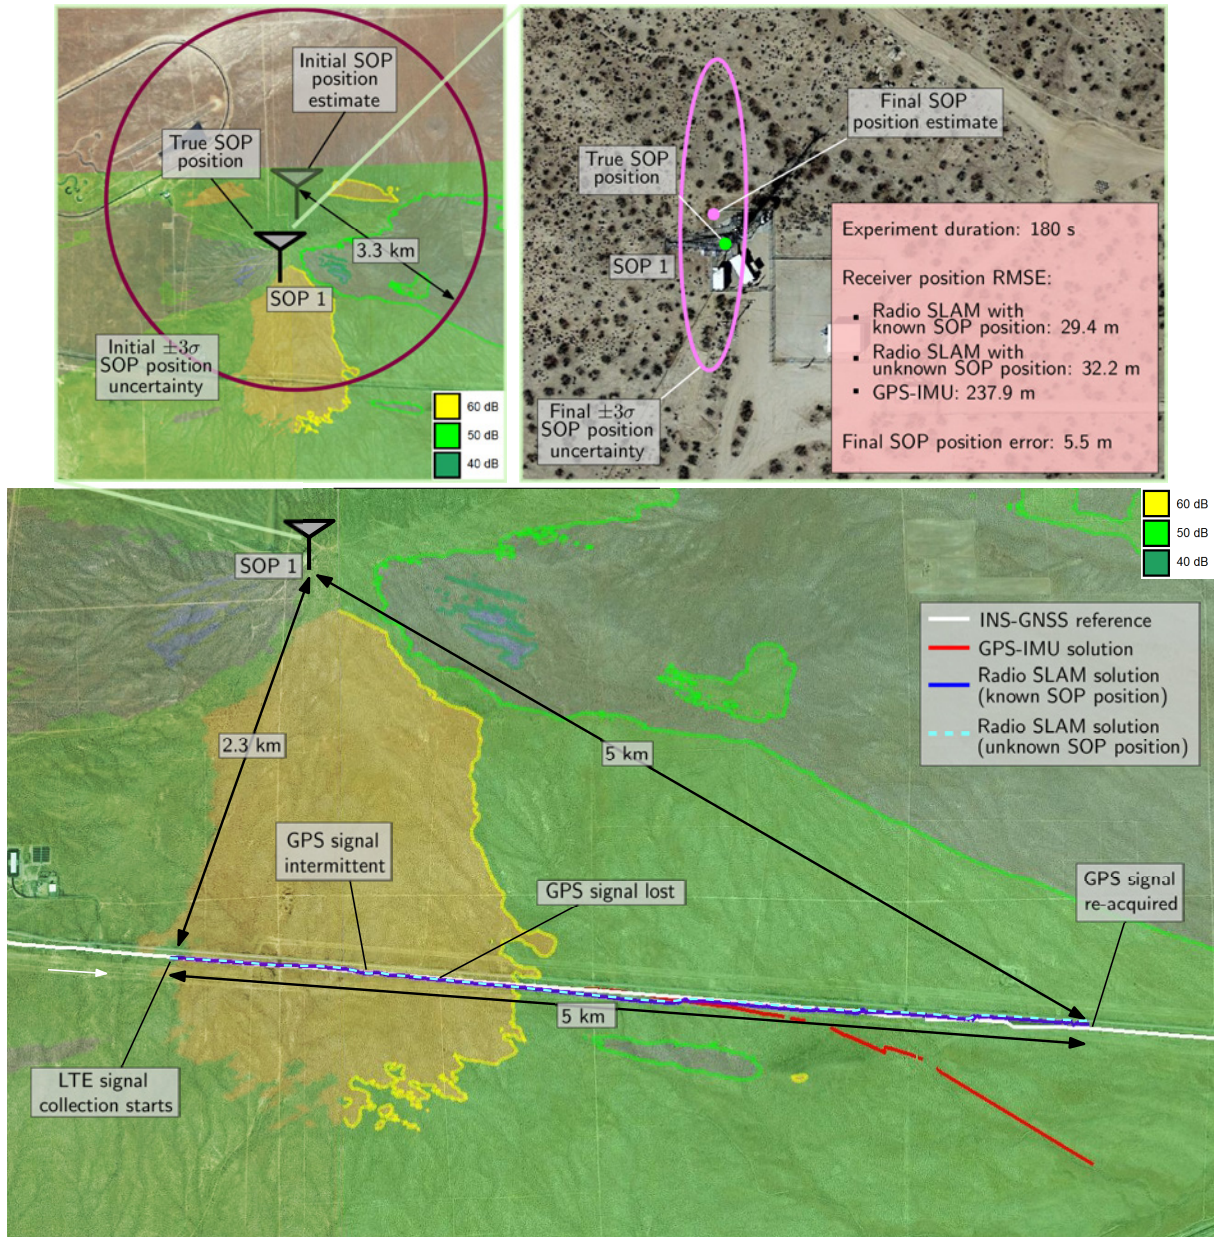 Initial SOP
position
estimate
True SOP
position
3.3 km
SOP 1
Initial ±3σ
SOP position
uncertainty
60 dB
50 dB
40 dB
Final SOP
position estimate
True SOP
position
SOP 1
Final ±3σ
SOP position
uncertainty
Experiment duration: 180 s
Receiver position RMSE:
▪ Radio SLAM with
known SOP position: 29.4 m
▪ Radio SLAM with
unknown SOP position: 32.2 m
▪ GPS-IMU: 237.9 m
Final SOP position error: 5.5 m
60 dB
50 dB
40 dB
SOP 1
INS-GNSS reference
GPS-IMU solution
Radio SLAM solution
(known SOP position)
Radio SLAM solution
(unknown SOP position)
2.3 km
5 km
GPS signal
intermittent
GPS signal lost
GPS signal
re-acquired
5 km
LTE signal
collection starts